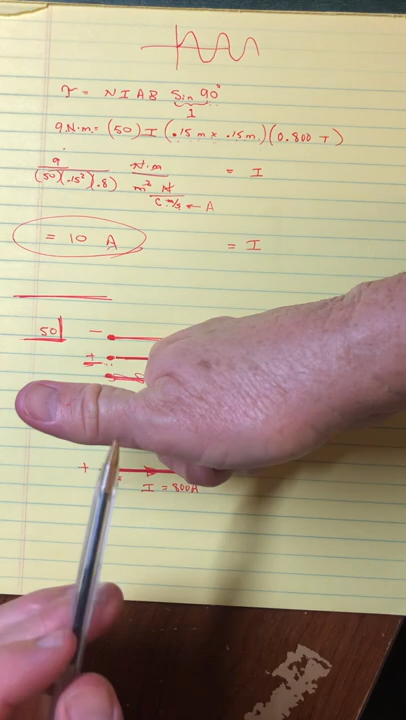 τ = N I A B Sin 90°
1
9 N·m = (50) I (.15 m × .15 m)(0.800 T)
9 / (50)(.15²)(.8) N·m / m² N / C·m/s ← A = I
= 10 A = I
50 −
+
+
I = 800A